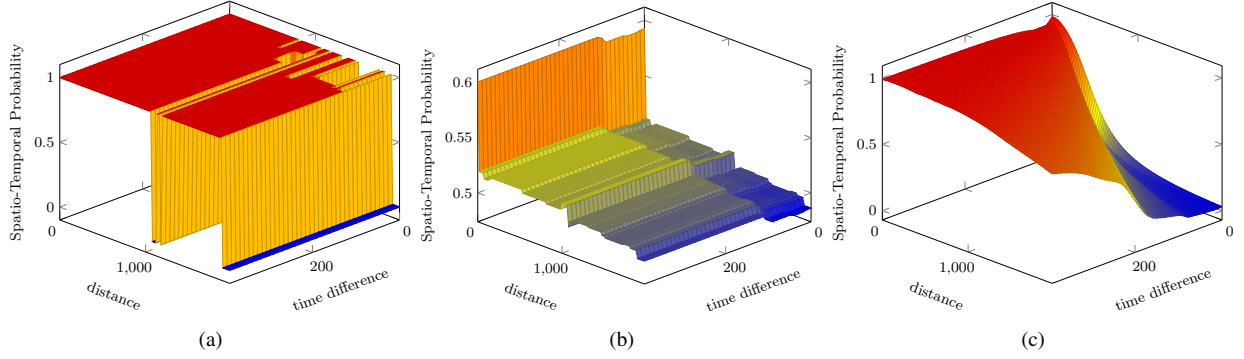 Spatio-Temporal Probability
1
0.5
0
0
1,000
distance
200
0
time difference
(a)
Spatio-Temporal Probability
0.6
0.55
0.5
0
1,000
distance
200
0
time difference
(b)
Spatio-Temporal Probability
1
0.5
0
0
1,000
distance
200
0
time difference
(c)